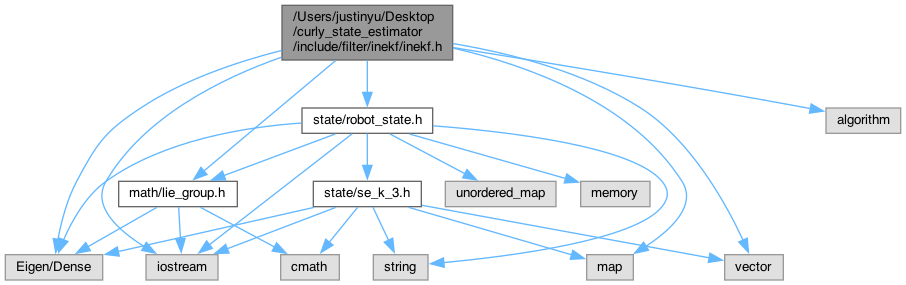 /Users/justinyu/Desktop
/curly_state_estimator
/include/filter/inekf/inekf.h
state/robot_state.h
algorithm
math/lie_group.h
state/se_k_3.h
unordered_map
memory
Eigen/Dense
iostream
cmath
string
map
vector